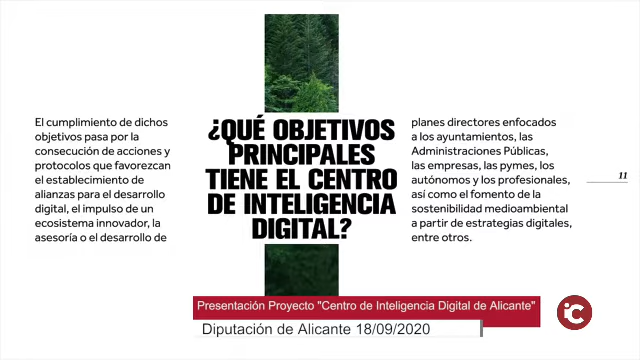 El cumplimiento de dichos
objetivos pasa por la
consecución de acciones y
protocolos que favorezcan
el establecimiento de
alianzas para el desarrollo
digital, el impulso de un
ecosistema innovador, la
asesoría o el desarrollo de
¿QUÉ OBJETIVOS
PRINCIPALES
TIENE EL CENTRO
DE INTELIGENCIA
DIGITAL?
planes directores enfocados
a los ayuntamientos, las
Administraciones Públicas,
las empresas, las pymes, los
autónomos y los profesionales,
así como el fomento de la
sostenibilidad medioambiental
a partir de estrategias digitales,
entre otros.
11
Presentación Proyecto "Centro de Inteligencia Digital de Alicante"
Diputación de Alicante 18/09/2020
iC